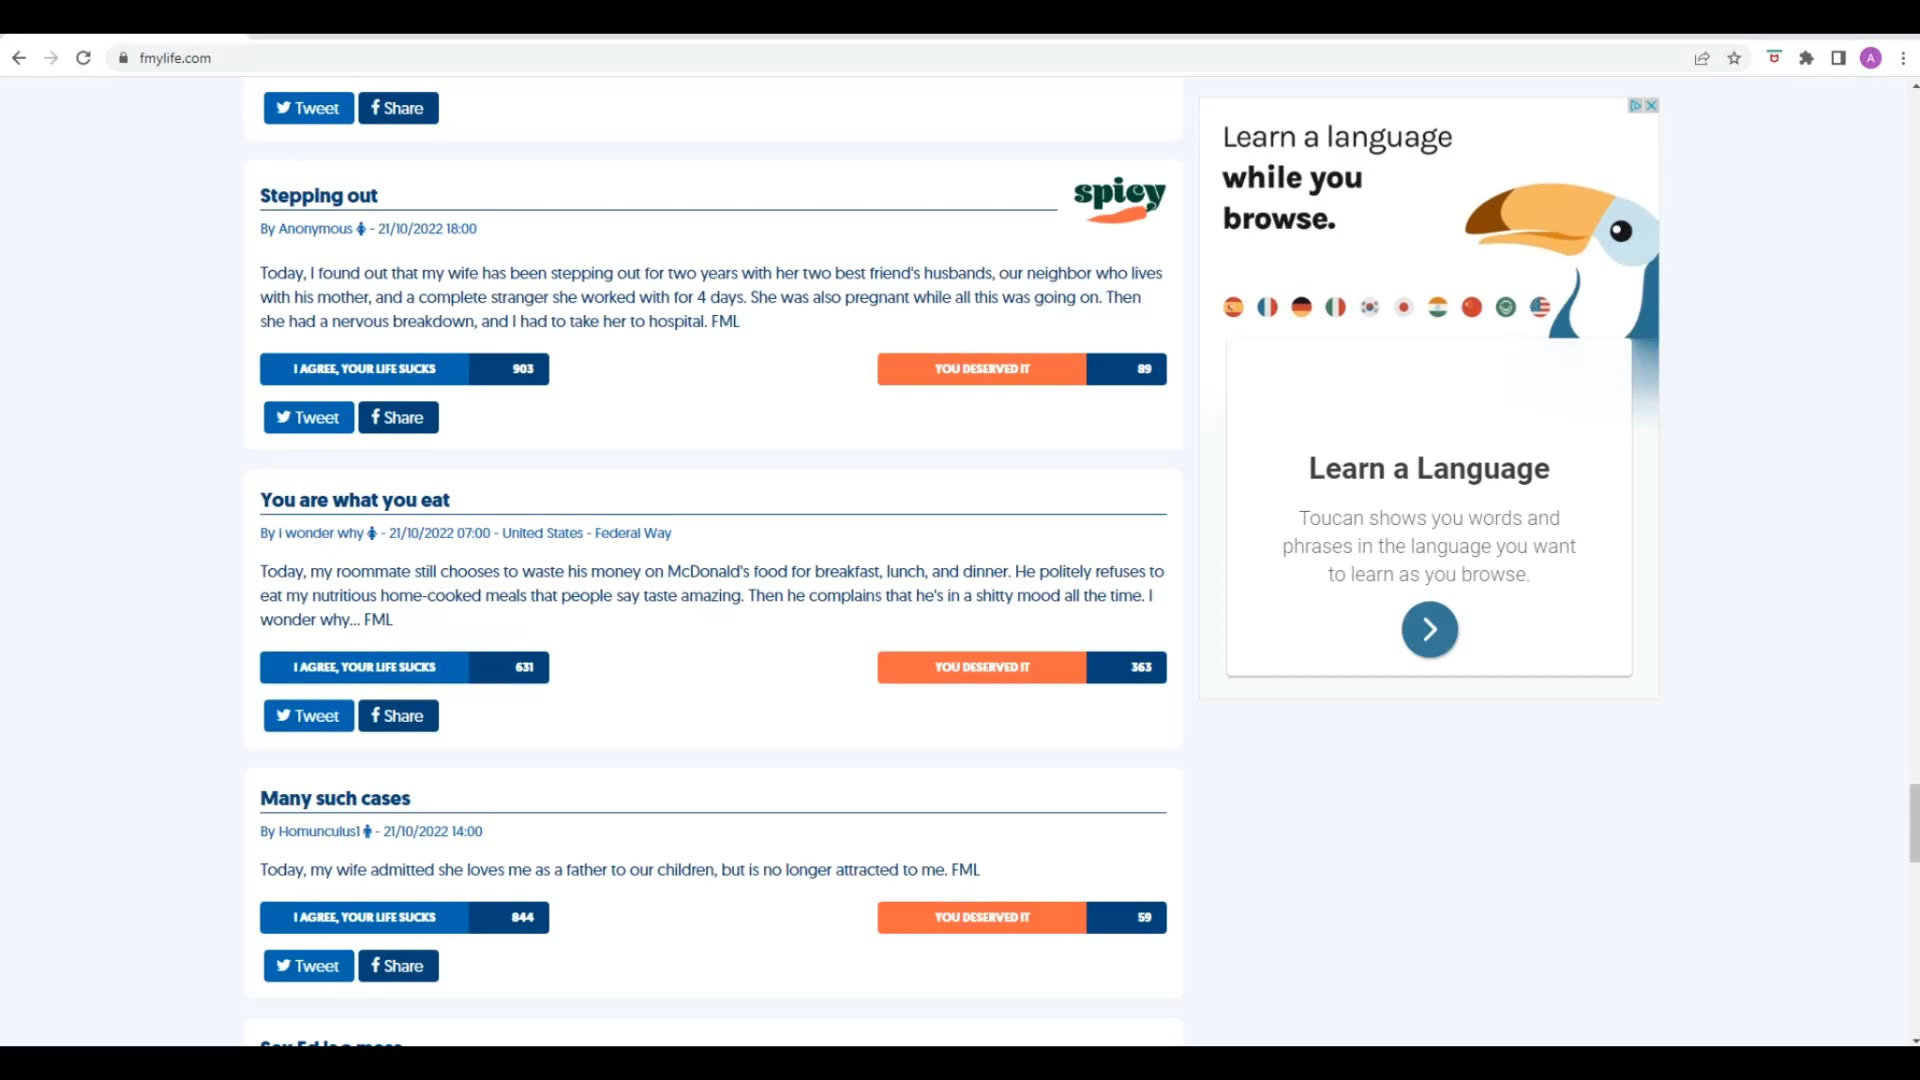 fmylife.com
A
Tweet
Share
Stepping out
spicy
By Anonymous - 21/10/2022 18:00
Today, I found out that my wife has been stepping out for two years with her two best friend's husbands, our neighbor who lives
with his mother, and a complete stranger she worked with for 4 days. She was also pregnant while all this was going on. Then
she had a nervous breakdown, and I had to take her to hospital. FML
I AGREE, YOUR LIFE SUCKS 903
YOU DESERVED IT 89
Tweet
Share
You are what you eat
By i wonder why - 21/10/2022 07:00 - United States - Federal Way
Today, my roommate still chooses to waste his money on McDonald's food for breakfast, lunch, and dinner. He politely refuses to
eat my nutritious home-cooked meals that people say taste amazing. Then he complains that he's in a shitty mood all the time. I
wonder why... FML
I AGREE, YOUR LIFE SUCKS 631
YOU DESERVED IT 363
Tweet
Share
Many such cases
By Homunculus1 - 21/10/2022 14:00
Today, my wife admitted she loves me as a father to our children, but is no longer attracted to me. FML
I AGREE, YOUR LIFE SUCKS 844
YOU DESERVED IT 59
Tweet
Share
Learn a language
while you
browse.
Learn a Language
Toucan shows you words and
phrases in the language you want
to learn as you browse.